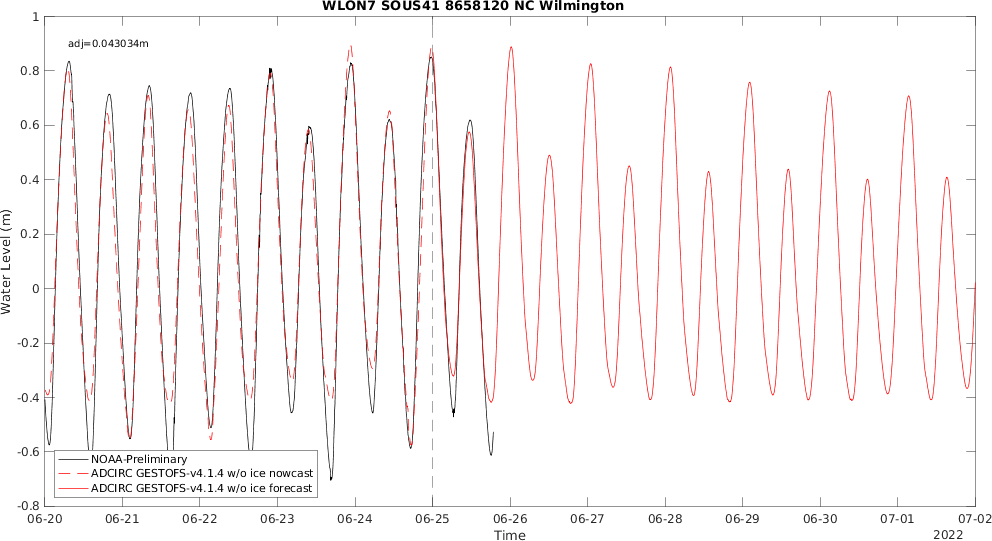 WLON7 SOUS41 8658120 NC Wilmington
adj=0.043034m
1
0.8
0.6
0.4
0.2
0
-0.2
-0.4
-0.6
-0.8
Water Level (m)
NOAA-Preliminary
ADCIRC GESTOFS-v4.1.4 w/o ice nowcast
ADCIRC GESTOFS-v4.1.4 w/o ice forecast
06-20 06-21 06-22 06-23 06-24 06-25 06-26 06-27 06-28 06-29 06-30 07-01 07-02
Time
2022